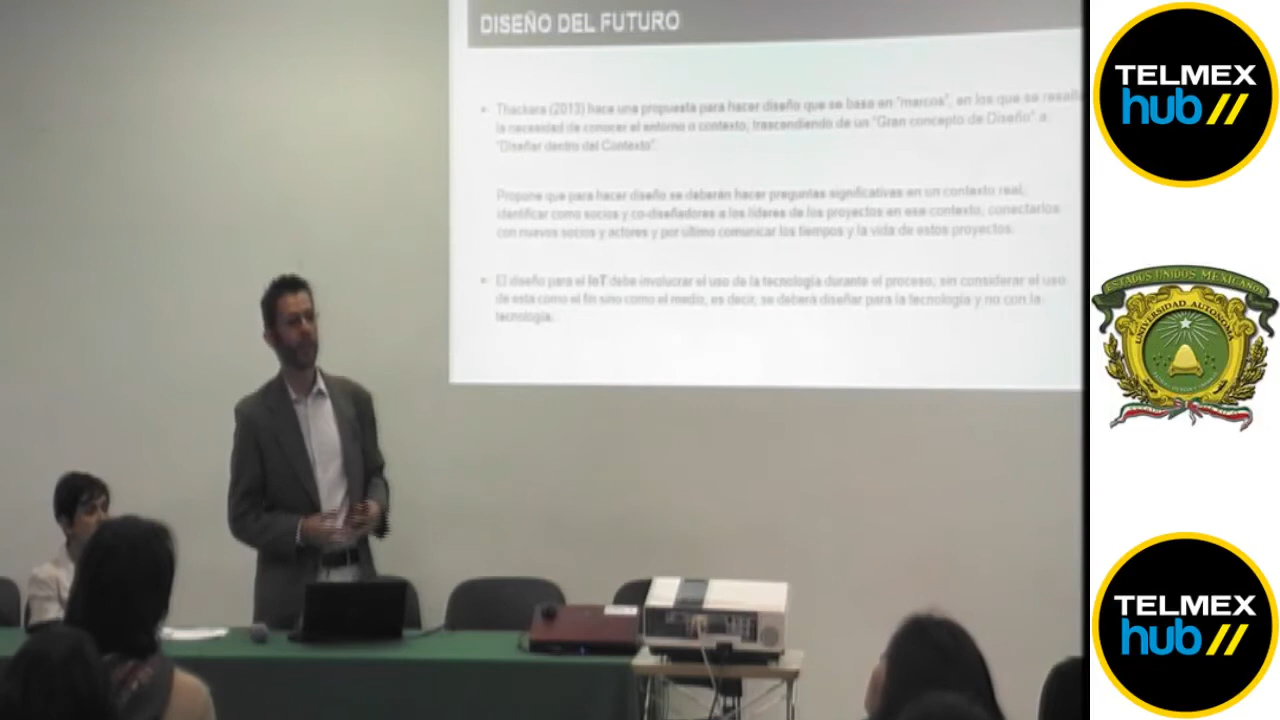 DISEÑO DEL FUTURO
Thackara (2013) hace una propuesta para hacer diseño que se basa en "marcos", en los que se resalta
la necesidad de conocer el entorno o contexto; trascendiendo de un "Gran concepto de Diseño" a
"Diseñar dentro del Contexto".
Propone que para hacer diseño se deberán hacer preguntas significativas en un contexto real,
identificar como socios y co-diseñadores a los líderes de los proyectos en ese contexto, conectarlos
con nuevos socios y actores y por último comunicar los tiempos y la vida de estos proyectos.
El diseño para el IoT debe involucrar el uso de la tecnología durante el proceso; sin considerar el uso
de esta como el fin sino como el medio, es decir, se deberá diseñar para la tecnología y no con la
tecnología.
TELMEX
hub//
ESTADOS UNIDOS MEXICANOS
UNIVERSIDAD AUTONOMA
TELMEX
hub//